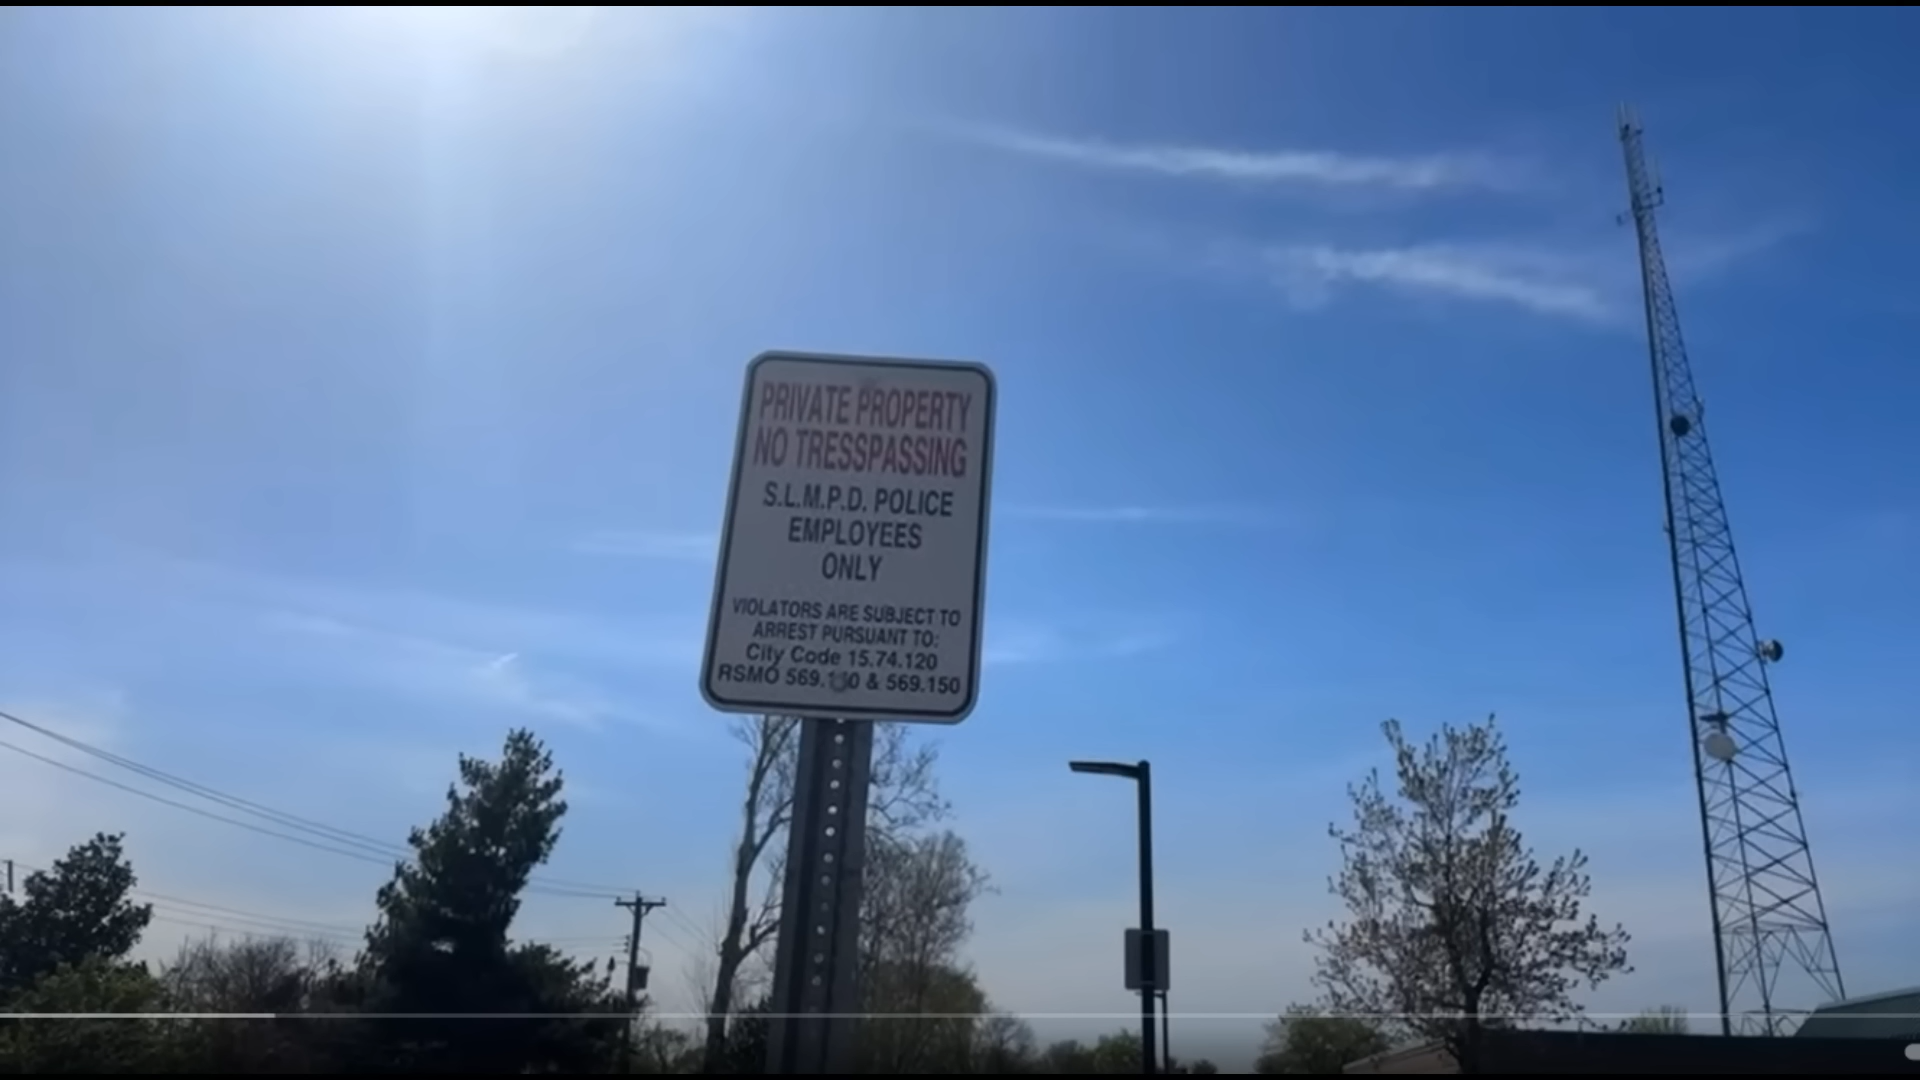 PRIVATE PROPERTY
NO TRESSPASSING
S.L.M.P.D. POLICE
EMPLOYEES
ONLY
VIOLATORS ARE SUBJECT TO
ARREST PURSUANT TO:
City Code 15.74.120
RSMO & 569.150